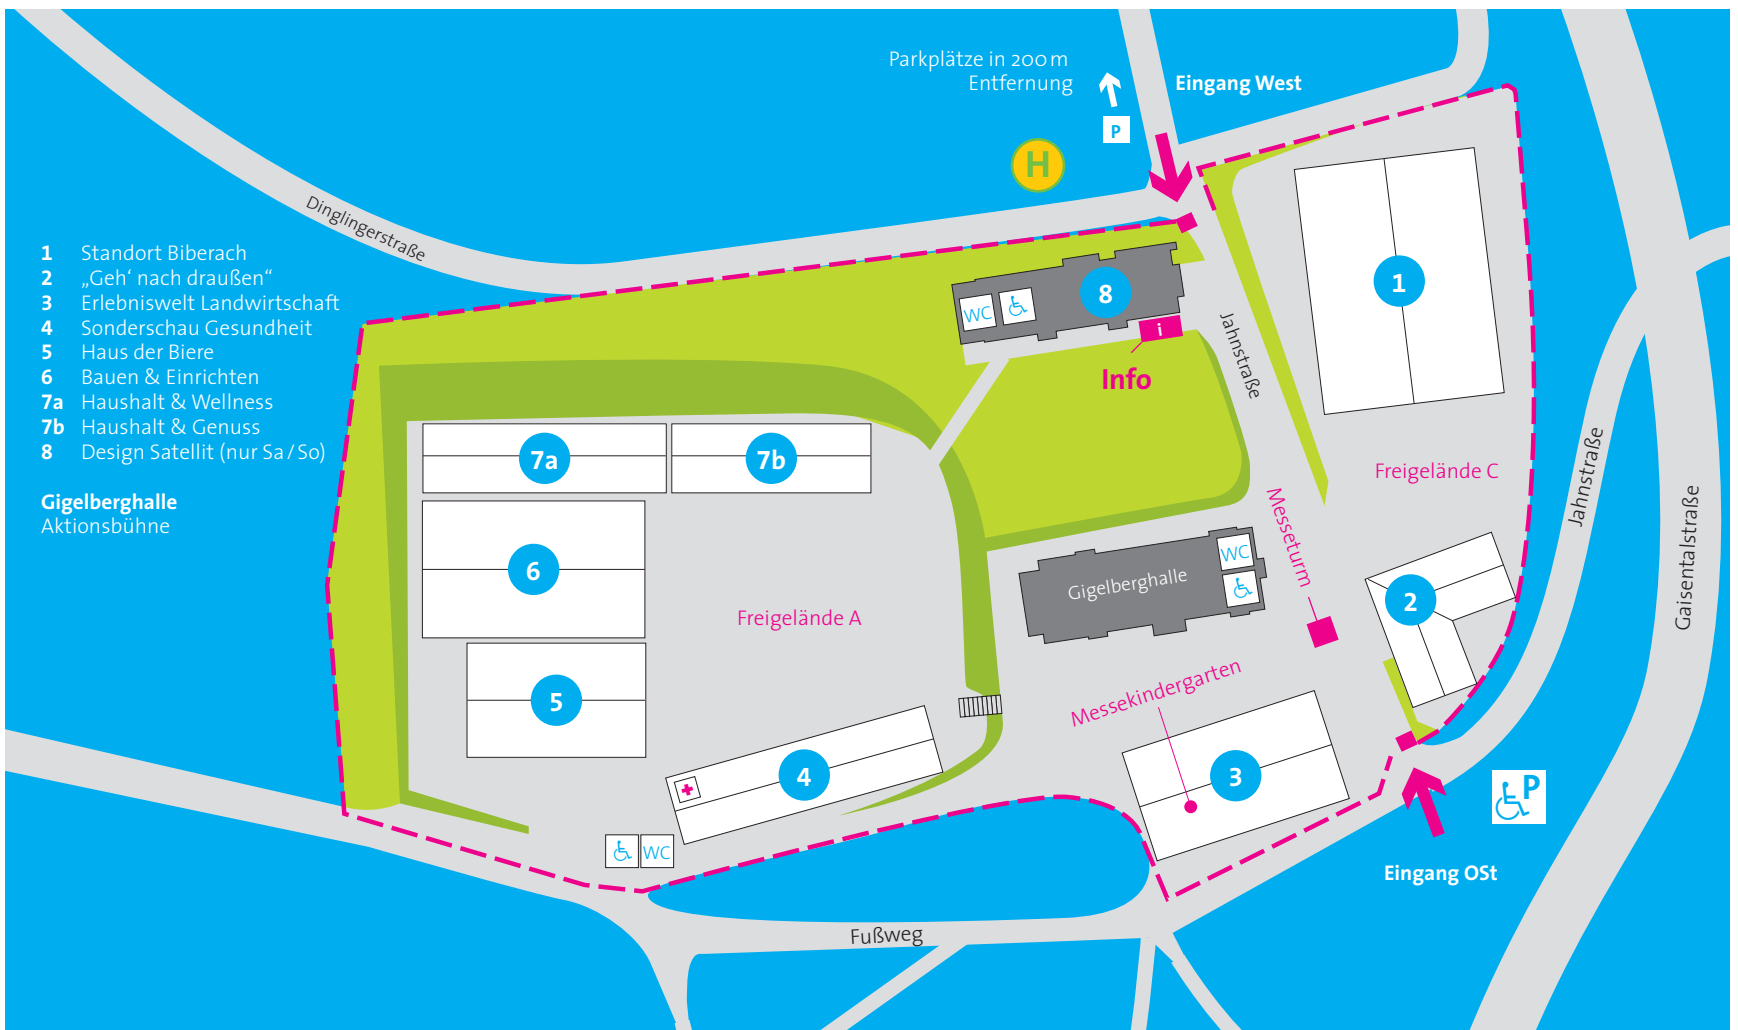 Parkplätze in 200 m
Entfernung
P
Eingang West
H
Dinglingerstraße
1 Standort Biberach
2 „Geh‘ nach draußen“
3 Erlebniswelt Landwirtschaft
4 Sonderschau Gesundheit
5 Haus der Biere
6 Bauen & Einrichten
7a Haushalt & Wellness
7b Haushalt & Genuss
8 Design Satellit (nur Sa / So)
Gigelberghalle
Aktionsbühne
WC
8
i
Info
Jahnstraße
1
7a
7b
Freigelände C
Jahnstraße
Gaisentalstraße
Messeturm
6
Gigelberghalle
WC
2
Freigelände A
5
Messekindergarten
4
3
P
WC
Eingang OSt
Fußweg